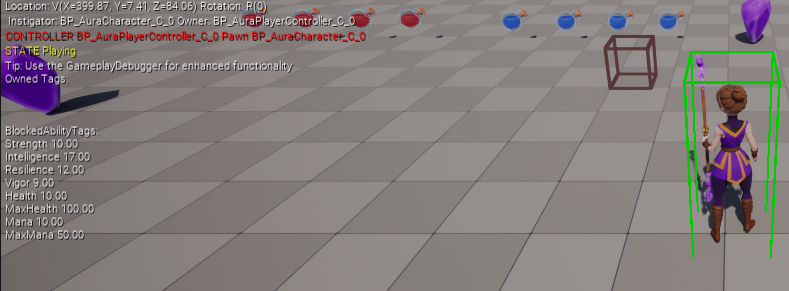 Location: V(X=399.87, Y=7.41, Z=84.06) Rotation: R(0)
Instigator: BP_AuraCharacter_C_0 Owner: BP_AuraPlayerController_C_0
CONTROLLER BP_AuraPlayerController_C_0 Pawn BP_AuraCharacter_C_0
STATE Playing
Tip: Use the GameplayDebugger for enhanced functionality
Owned Tags:
BlockedAbilityTags:
Strength 10.00
Intelligence 17.00
Resilience 12.00
Vigor 9.00
Health 10.00
MaxHealth 100.00
Mana 10.00
MaxMana 50.00